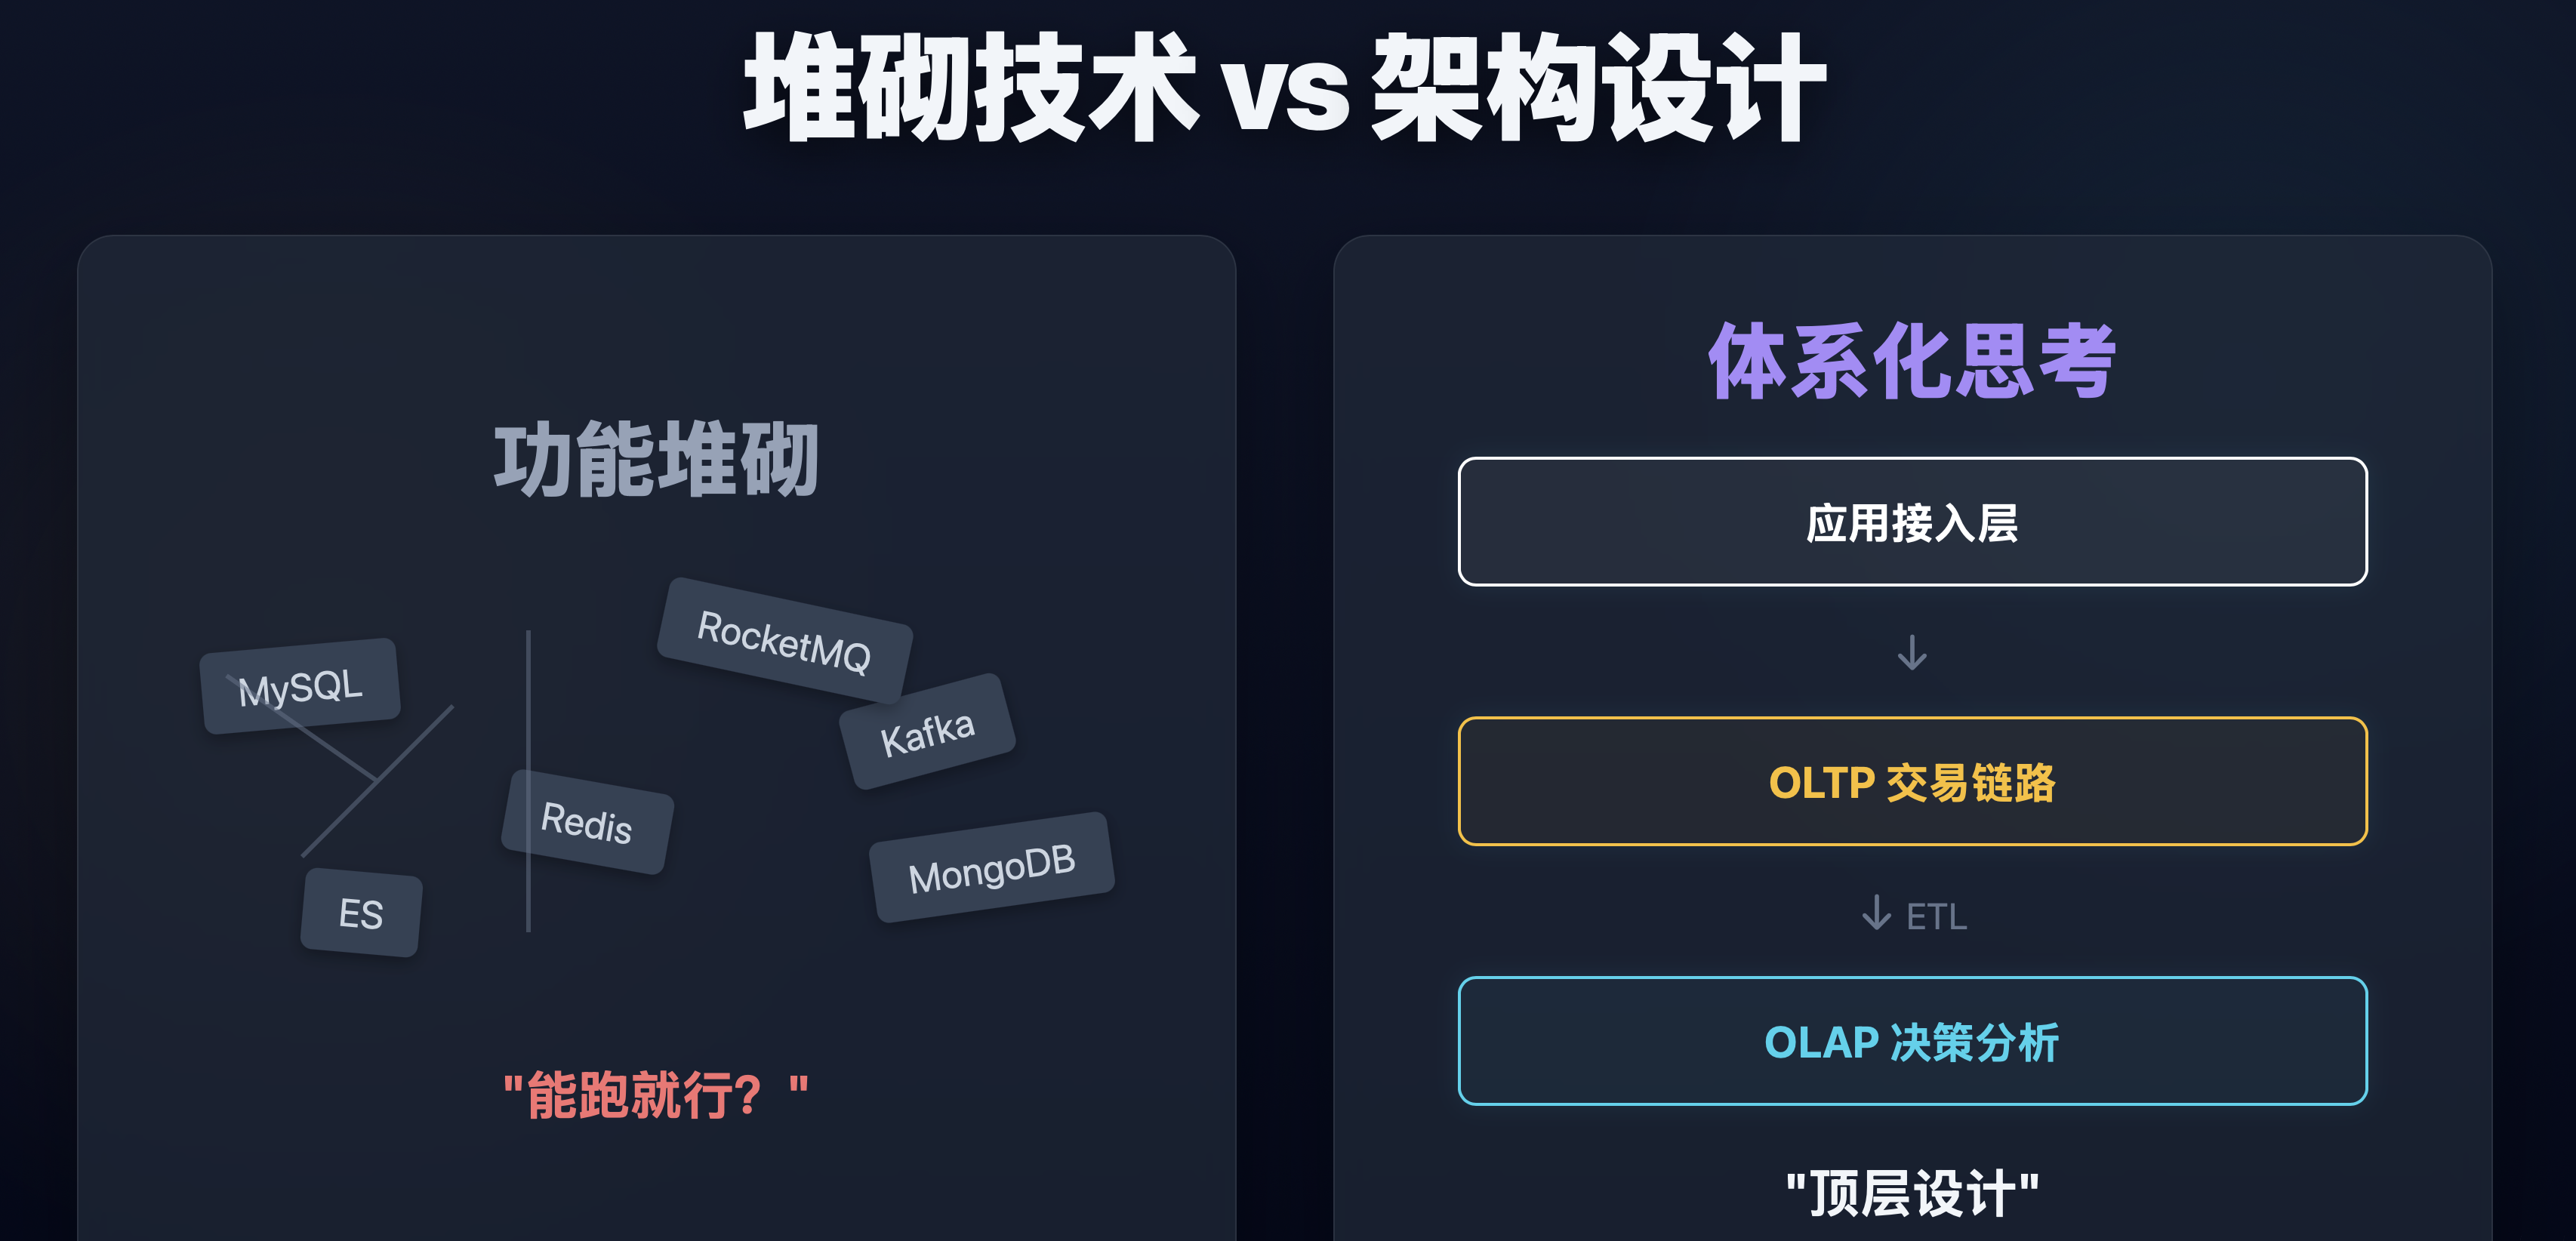 堆砌技术 vs 架构设计
功能堆砌
RocketMQ
MySQL
Kafka
Redis
MongoDB
ES
"能跑就行？"
体系化思考
应用接入层
↓
OLTP 交易链路
↓ ETL
OLAP 决策分析
"顶层设计"